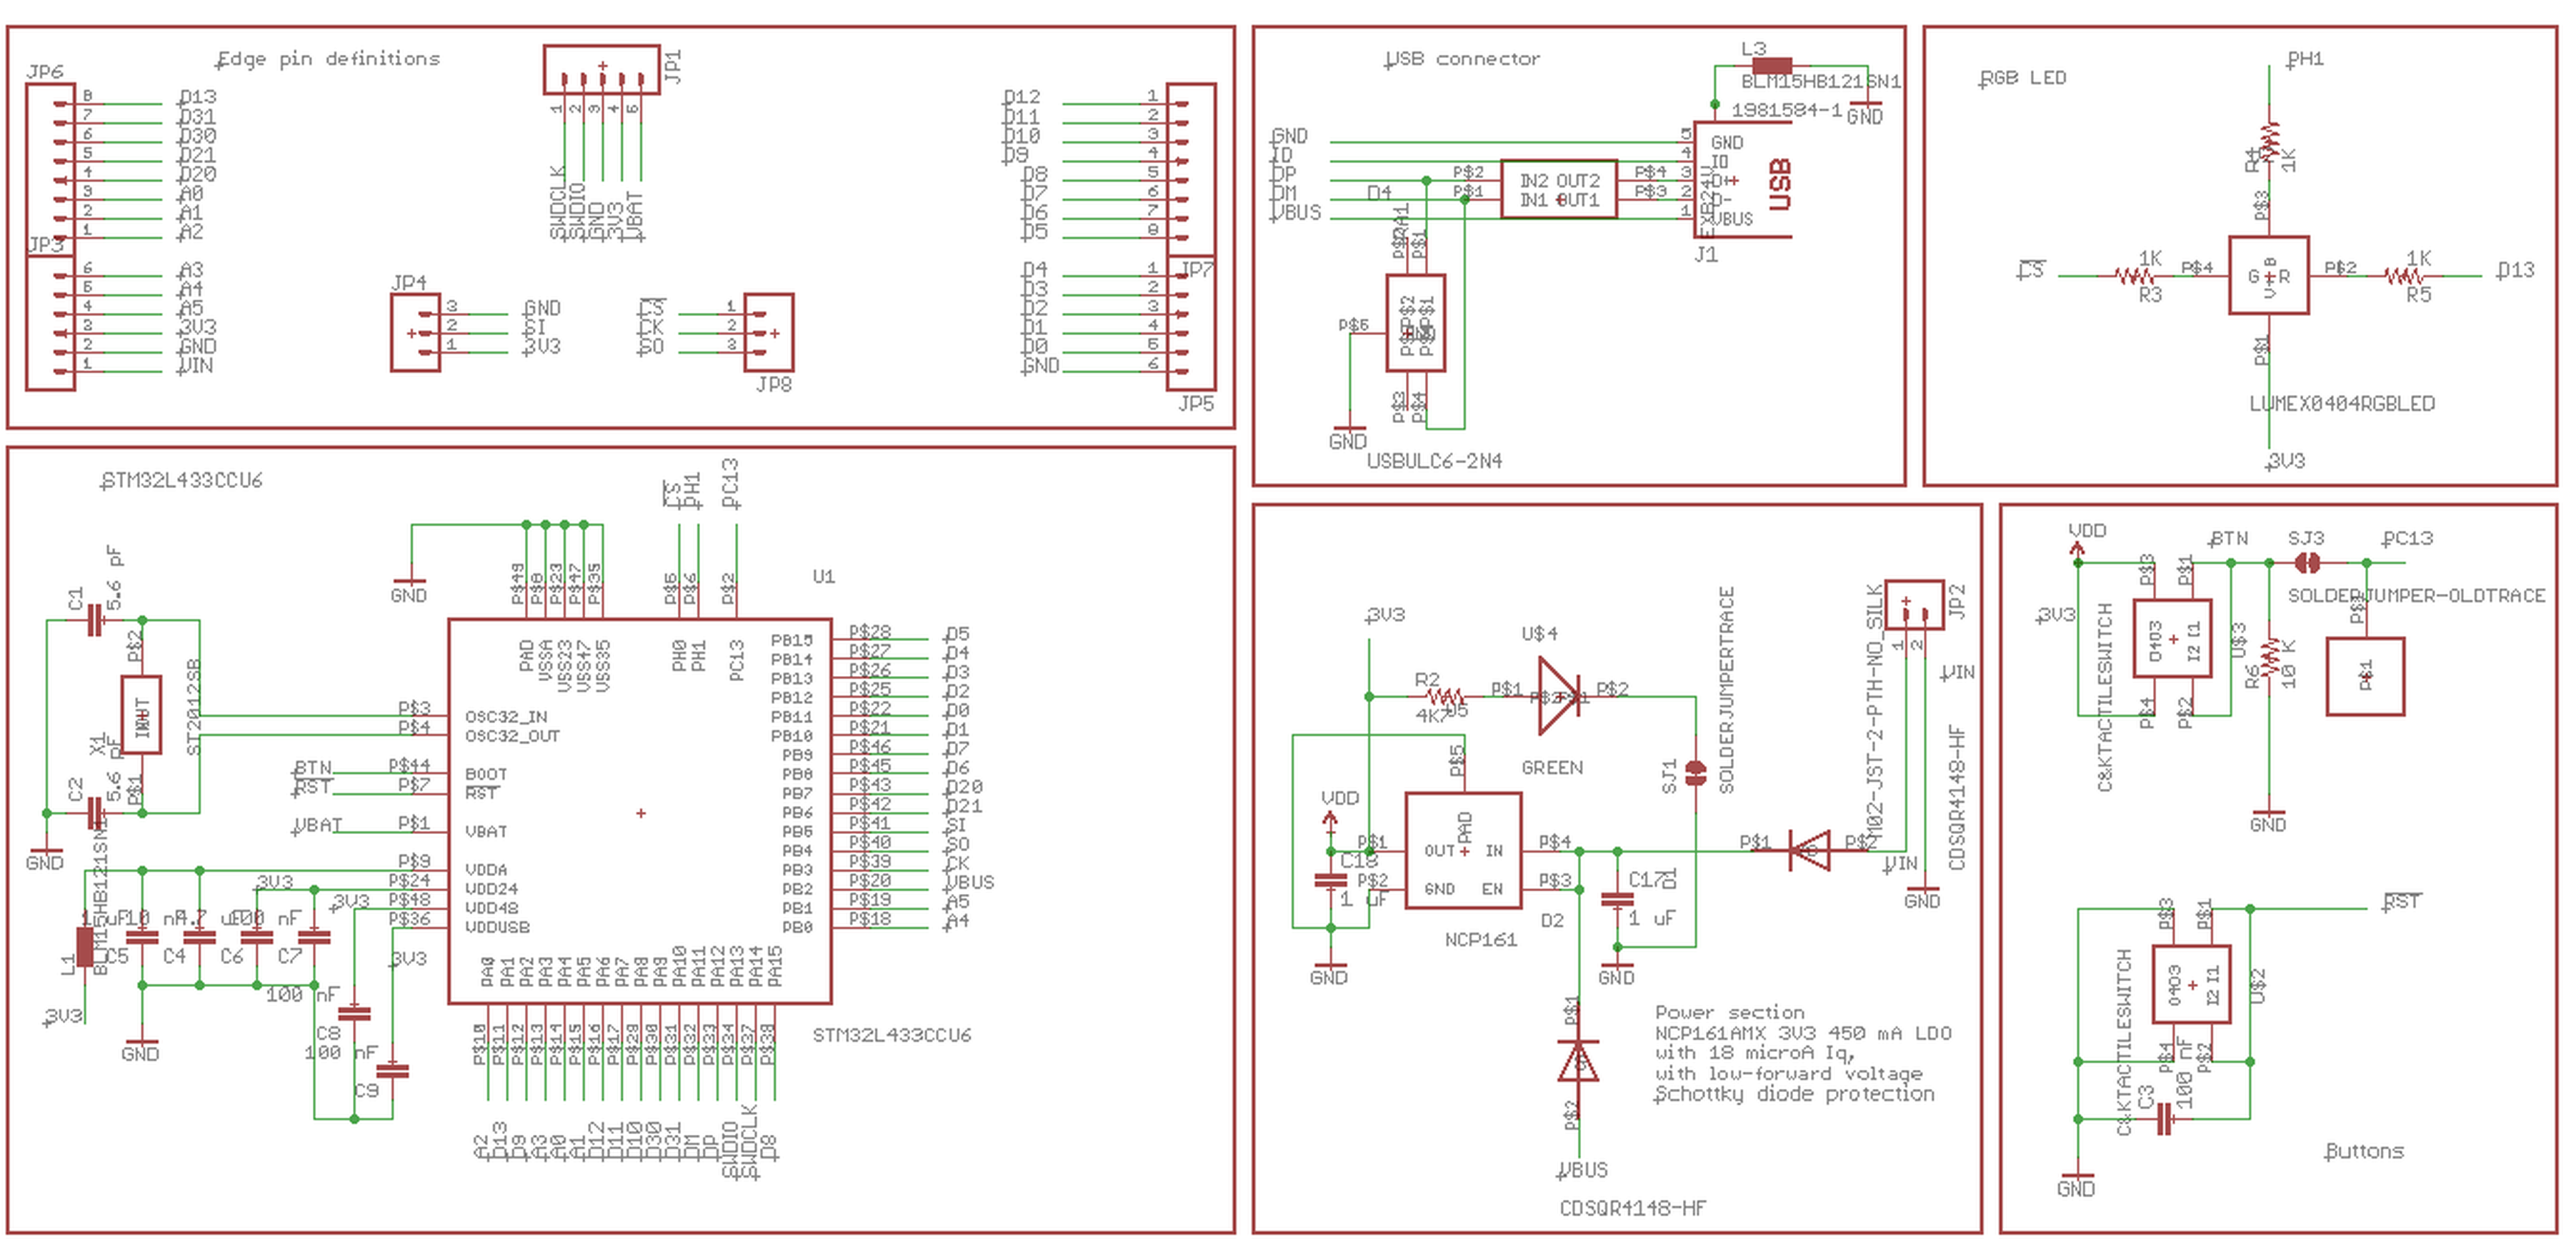 Edge pin definitions
JP6
8 D13
7 D31
6 D30
5 D21
4 D20
3 A0
2 A1
1 A2
JP3
6 A3
5 A4
4 A5
3 3V3
2 GND
1 VIN
JP1
1 2 3 4 5
SWDCLK
SWDIO
GND
3V3
VBAT
JP4
3 GND
2 SI
1 3V3
CS 1
CK 2
SO 3
JP8
D12 1
D11 2
D10 3
D9 4
D8 5
D7 6
D6 7
D5 8
JP7
D4 1
D3 2
D2 3
D1 4
D0 5
GND 6
JP5
USB connector
L3
BLM15HB121SN1
1981584-1
GND
GND 5 GND
ID 4 ID
DP P$2 IN2 OUT2 P$4 3 D+
DM D4 P$1 IN1 OUT1 P$3 2 D-
VBUS 1 VBUS
USB
J1
P$5
P$2 P$1
P$3 P$4
GND
USBULC6-2N4
RGB LED
PH1
R4
1K
P$3
CS
1K
R3
P$4
G R
B
V
P$2
1K
R5
D13
P$1
LUMEX0404RGBLED
3V3
STM32L433CCU6
CS
PH1
PC13
GND
P$49 P$8 P$23 P$47 P$35
P$5 P$6 P$2
U1
PAD
VSSA
VSS23
VSS47
VSS35
PH0
PH1
PC13
C1
5.6 pF
P$2
INPUT
X1
ST2012SB
P$1
C2
5.6 pF
GND
P$3 OSC32_IN
P$4 OSC32_OUT
BTN P$44 BOOT
RST P$7 RST
VBAT P$1 VBAT
P$9 VDDA
3V3 P$24 VDD24
3V3 P$48 VDD48
P$36 VDDUSB
3V3
BLM15HB121SN1
L1
3V3
C5
C4
C6
C7
100 nF
GND
C8
100 nF
C9
PB15 P$28 D5
PB14 P$27 D4
PB13 P$26 D3
PB12 P$25 D2
PB11 P$22 D0
PB10 P$21 D1
PB9 P$46 D7
PB8 P$45 D6
PB7 P$43 D20
PB6 P$42 D21
PB5 P$41 SI
PB4 P$40 SO
PB3 P$39 CK
PB2 P$20 VBUS
PB1 P$19 A5
PB0 P$18 A4
PA0 P$10 A2
PA1 P$11 D13
PA2 P$12 D9
PA3 P$13 A3
PA4 P$14 A0
PA5 P$15 A1
PA6 P$16 D12
PA7 P$17 D11
PA8 P$29 D10
PA9 P$30 D30
PA10 P$31 D31
PA11 P$32 DM
PA12 P$33 DP
PA13 P$34 SWDIO
PA14 P$37 SWDCLK
PA15 P$38 D8
STM32L433CCU6
3V3
R2
4K7
P$1
U$4
P$2
GREEN
SJ1
SOLDERJUMPERTRACE
P$5
VDD
P$1 OUT
PAD
IN P$4
P$2 GND
EN P$3
C18
1 uF
GND
NCP161
D2
C17
1 uF
D1
GND
P$1
P$2
M02-JST-2-PTH-NO_SILK
JP2
1 2
VIN
VIN
CDSQR4148-HF
GND
P$1
P$2
VBUS
CDSQR4148-HF
Power section
NCP161AMX 3V3 450 mA LDO
with 18 microA Iq,
with low-forward voltage
Schottky diode protection
VDD
3V3
P$3 P$1
P$4 P$2
I2 I1
U$3
C&KTACTILESWITCH
BTN
SJ3
PC13
SOLDERJUMPER-OLDTRACE
R6
10 K
P$1
GND
RST
P$3 P$1
P$4 P$2
I2 I1
U$2
C&KTACTILESWITCH
C3
100 nF
GND
Buttons